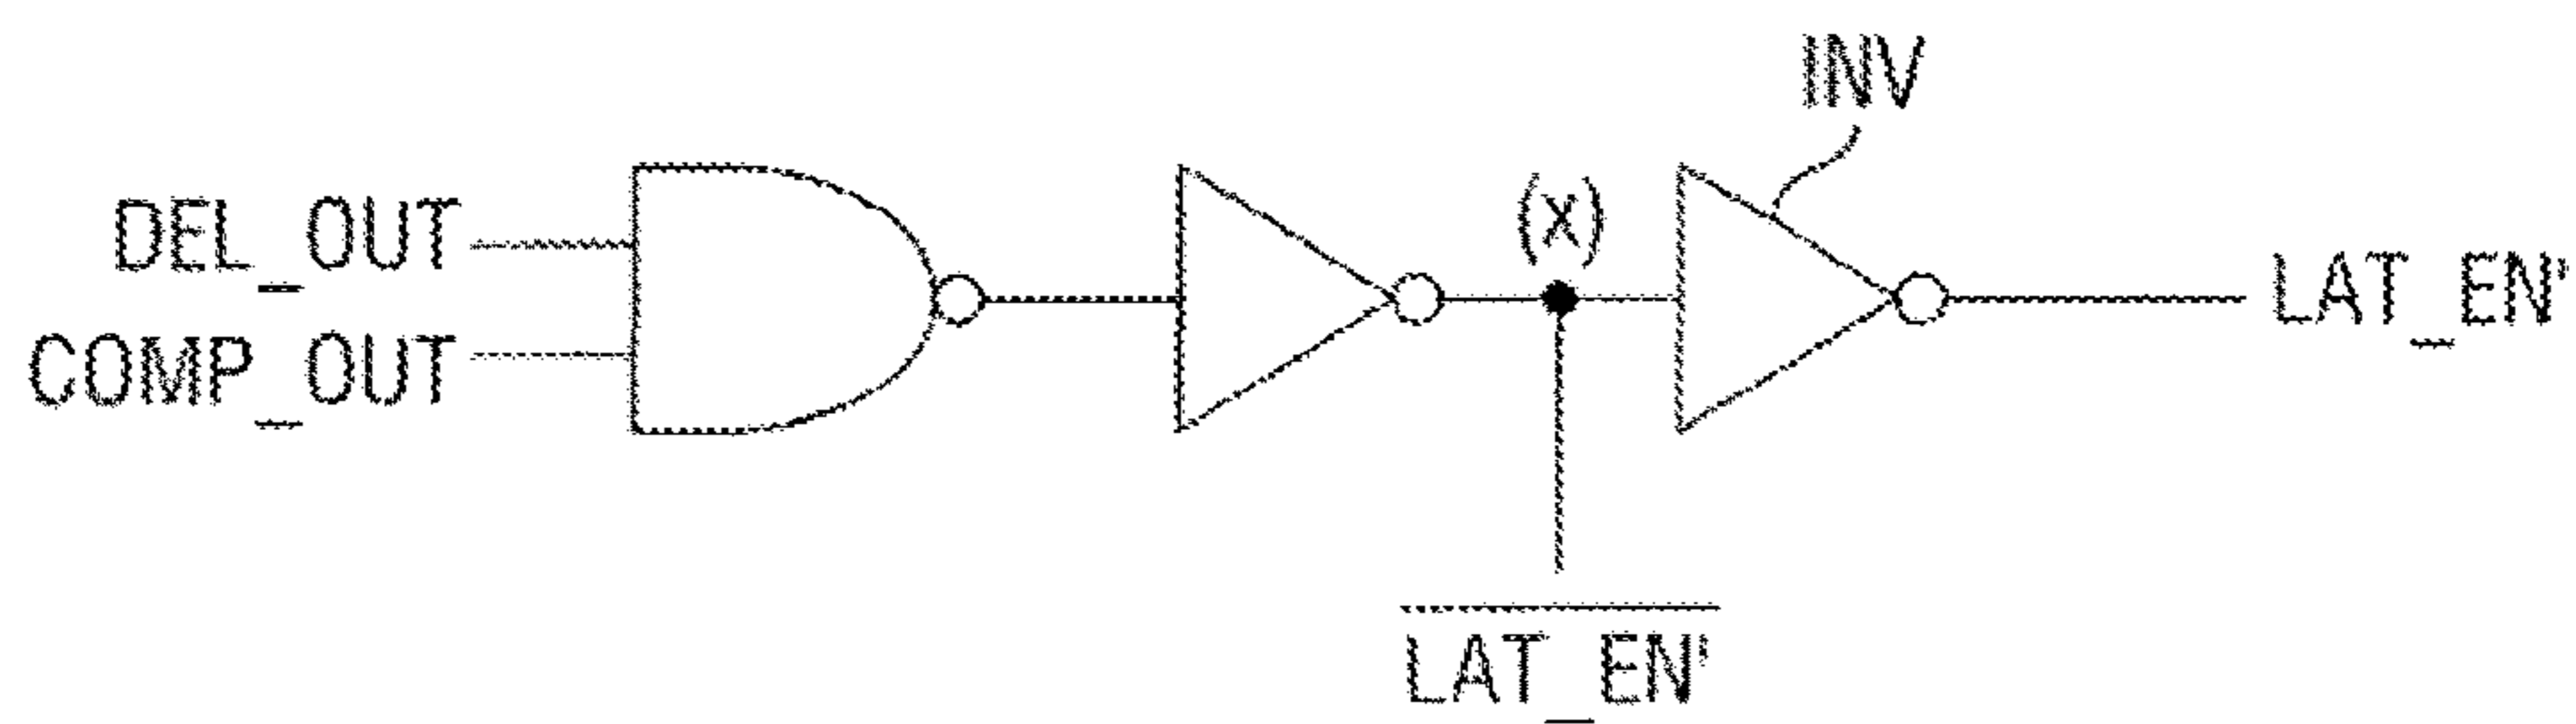 INV
(x)
DEL_OUT
COMP_OUT
LAT_EN'
LAT_EN'